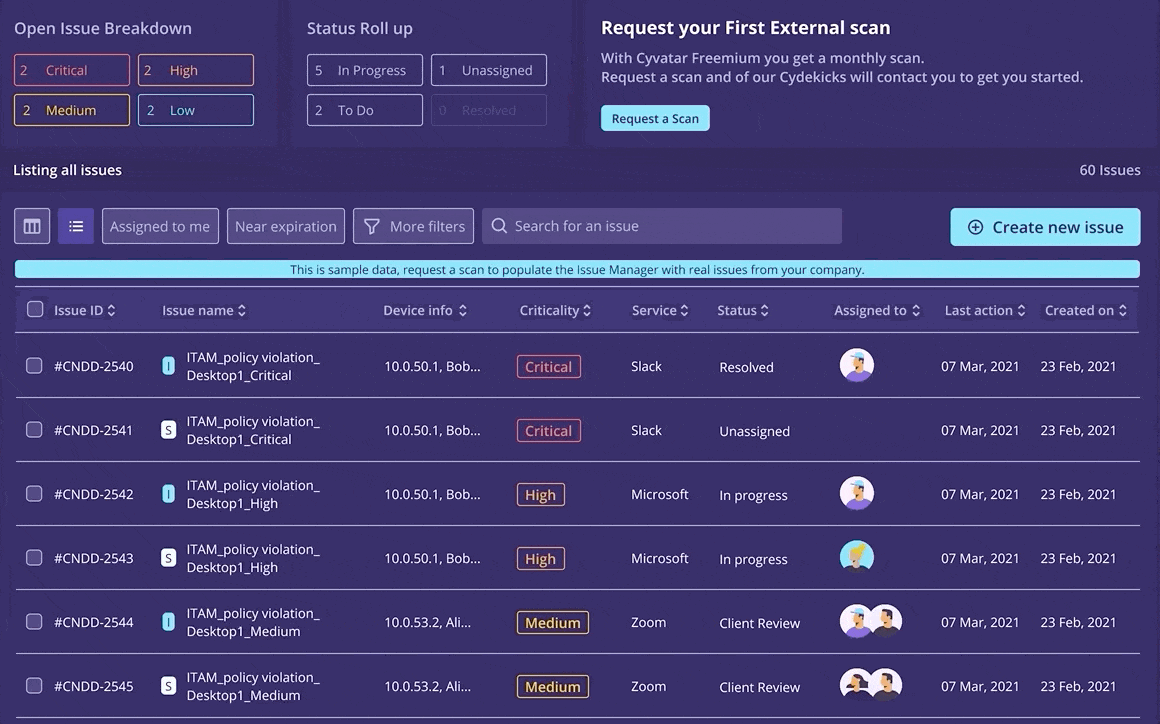 Open Issue Breakdown
2 Critical
2 High
2 Medium
2 Low
Status Roll up
5 In Progress
1 Unassigned
2 To Do
0 Resolved
Request your First External scan
With Cyvatar Freemium you get a monthly scan.
Request a scan and of our Cydekicks will contact you to get you started.
Request a Scan
Listing all issues
60 Issues
Assigned to me
Near expiration
More filters
Search for an issue
Create new issue
This is sample data, request a scan to populate the Issue Manager with real issues from your company.
Issue ID Issue name Device info Criticality Service Status Assigned to Last action Created on
#CNDD-2540 I ITAM_policy violation_
Desktop1_Critical 10.0.50.1, Bob... Critical Slack Resolved 07 Mar, 2021 23 Feb, 2021
#CNDD-2541 S ITAM_policy violation_
Desktop1_Critical 10.0.50.1, Bob... Critical Slack Unassigned 07 Mar, 2021 23 Feb, 2021
#CNDD-2542 I ITAM_policy violation_
Desktop1_High 10.0.50.1, Bob... High Microsoft In progress 07 Mar, 2021 23 Feb, 2021
#CNDD-2543 S ITAM_policy violation_
Desktop1_High 10.0.50.1, Bob... High Microsoft In progress 07 Mar, 2021 23 Feb, 2021
#CNDD-2544 I ITAM_policy violation_
Desktop1_Medium 10.0.53.2, Ali... Medium Zoom Client Review 07 Mar, 2021 23 Feb, 2021
#CNDD-2545 S ITAM_policy violation_
Desktop1_Medium 10.0.53.2, Ali... Medium Zoom Client Review 07 Mar, 2021 23 Feb, 2021